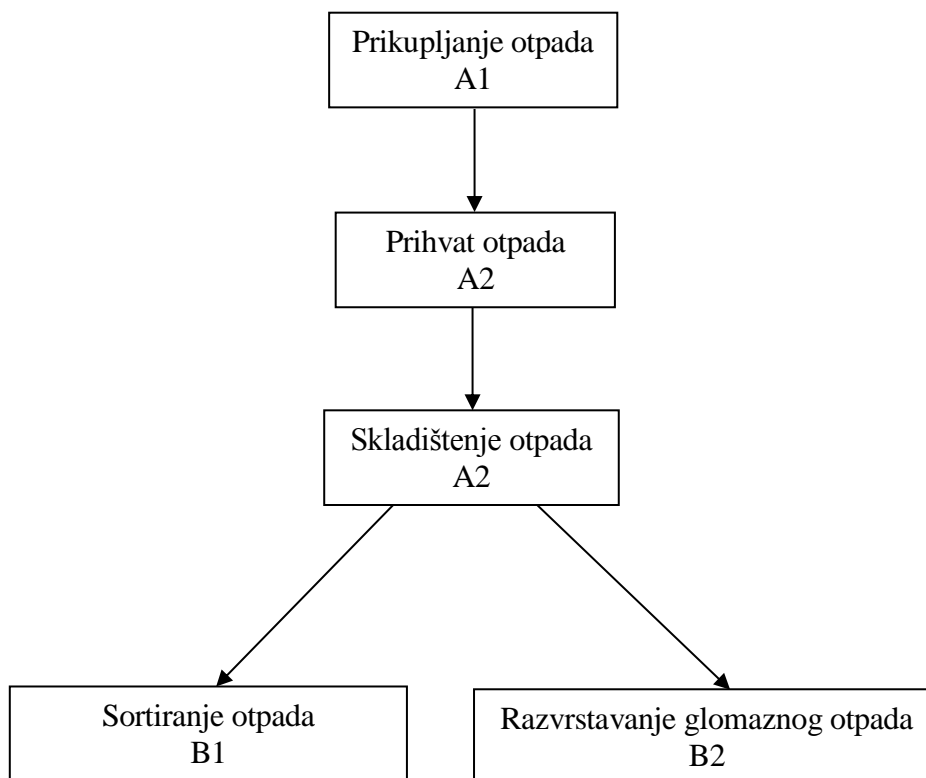 Prikupljanje otpada
A1
Prihvat otpada
A2
Skladištenje otpada
A2
Sortiranje otpada
B1
Razvrstavanje glomaznog otpada
B2